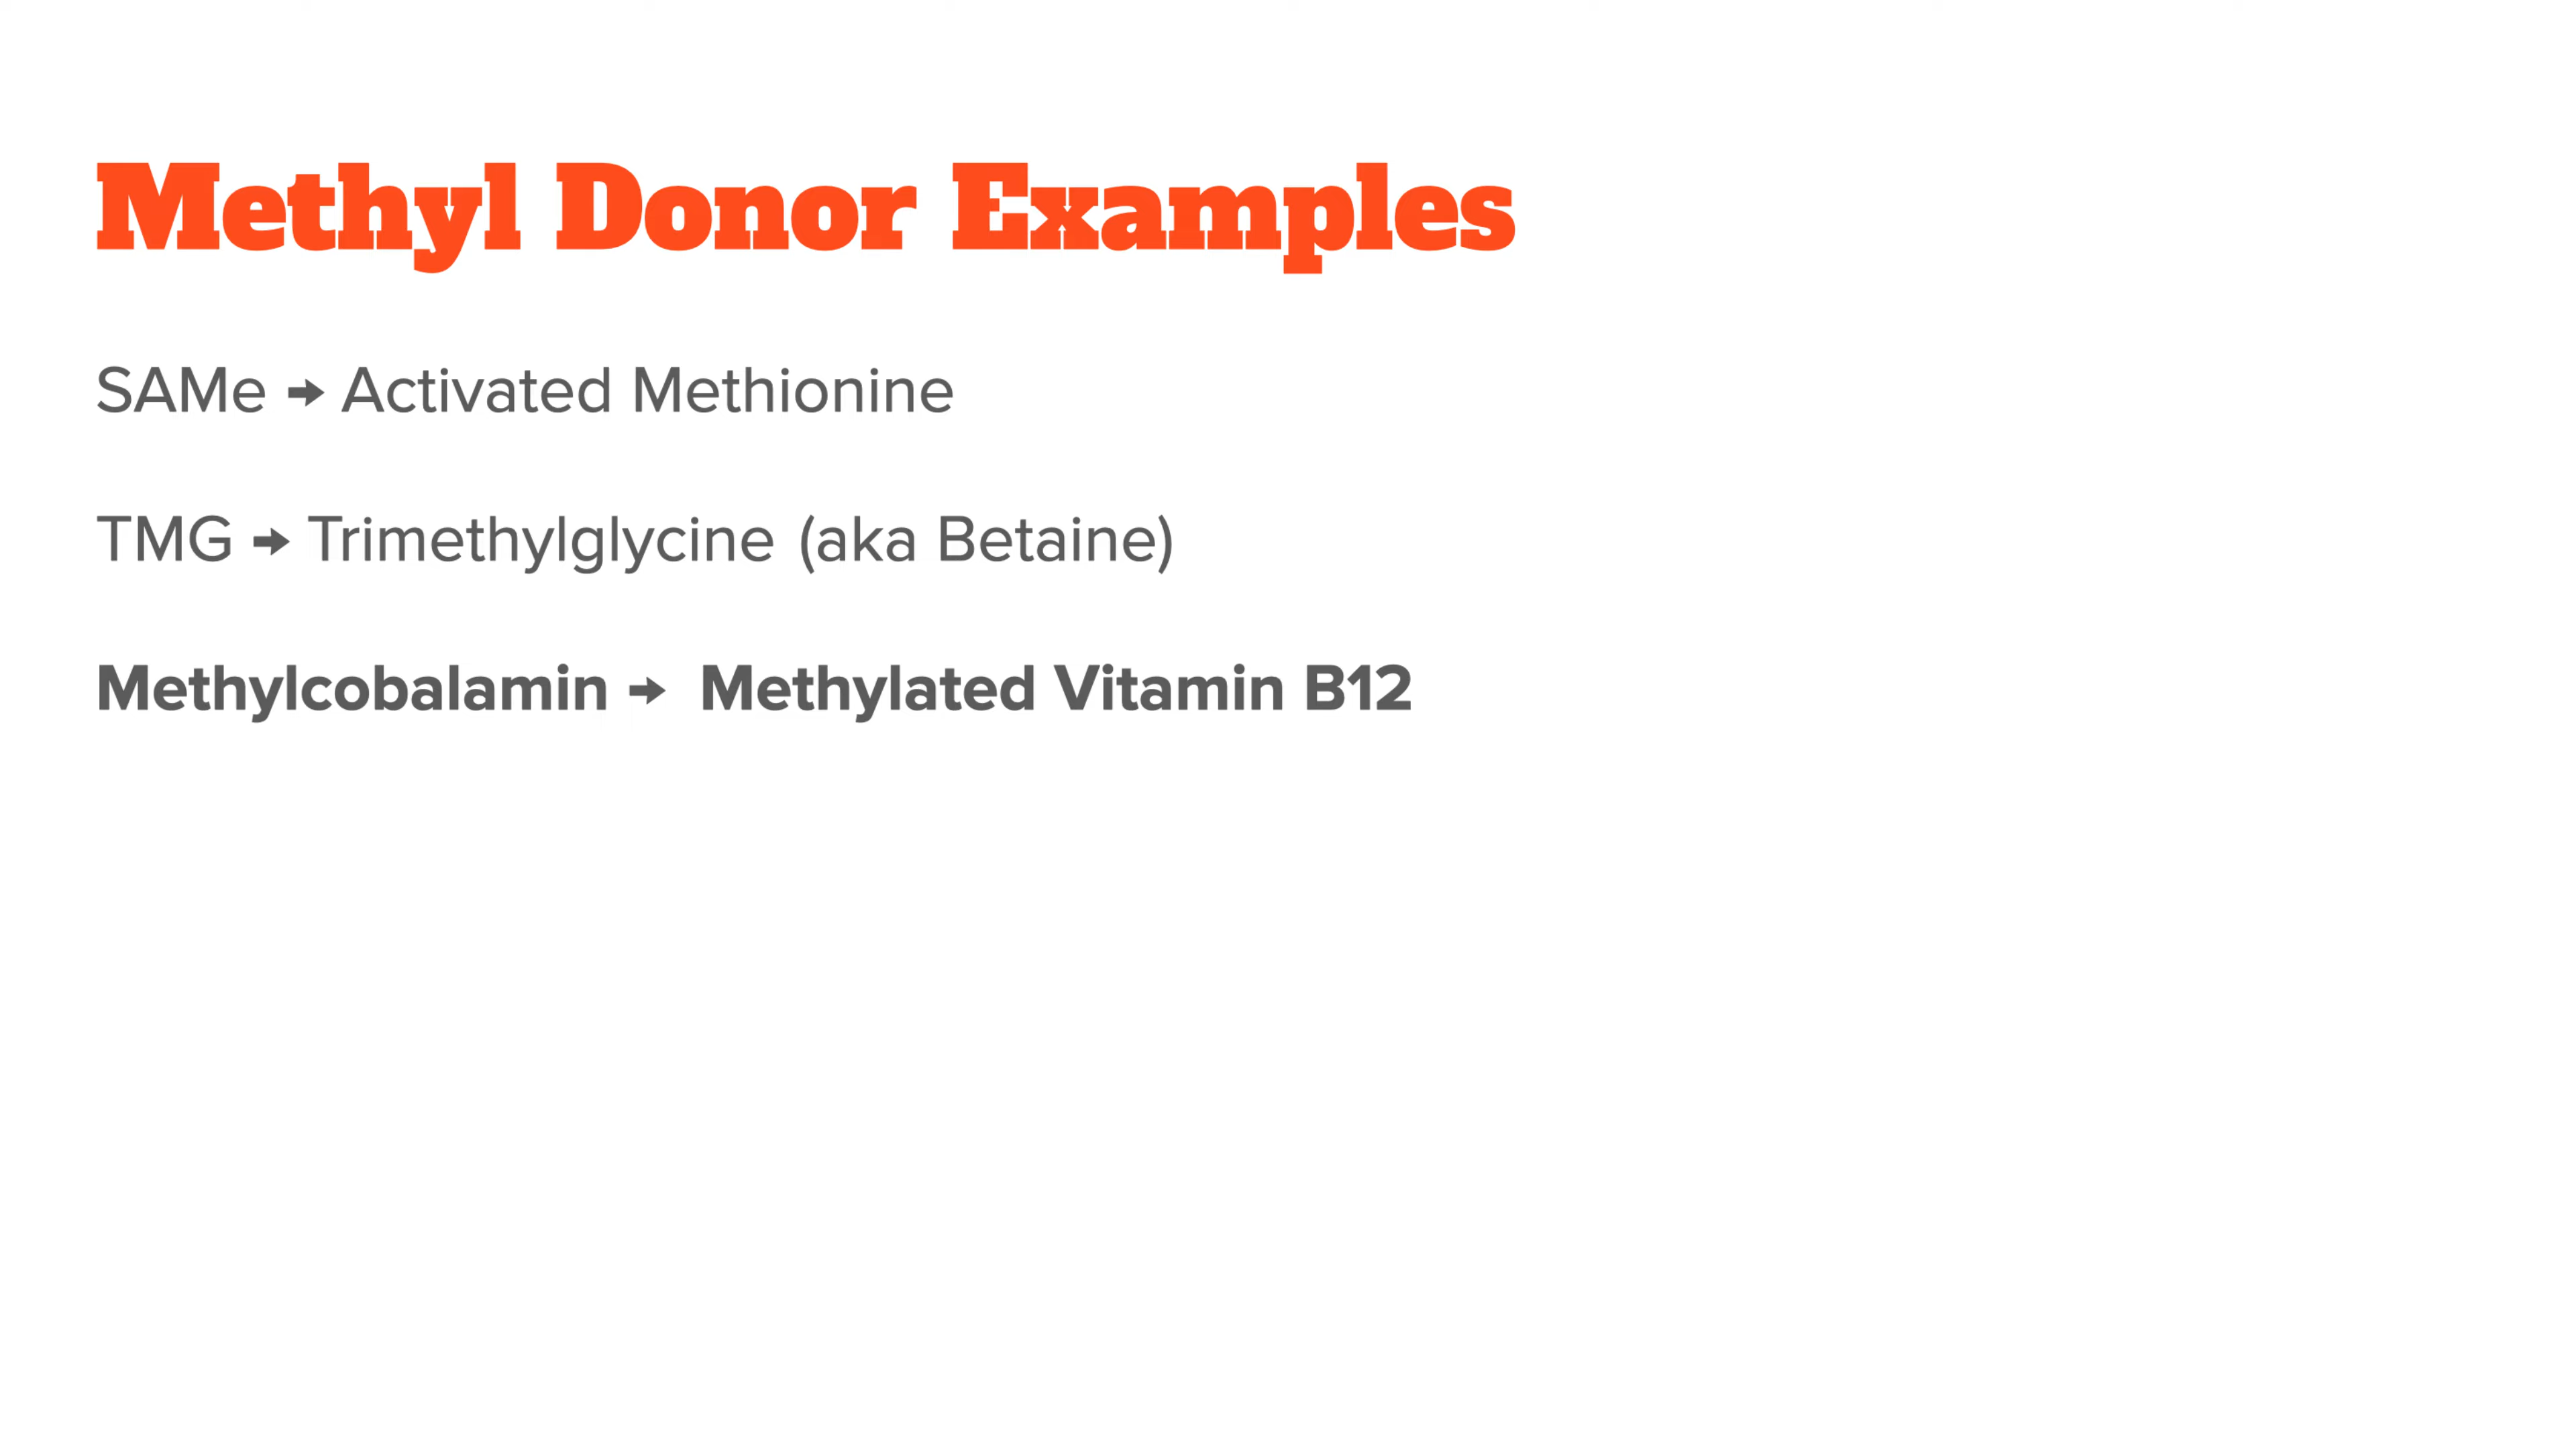 Methyl Donor Examples
SAMe ➜ Activated Methionine
TMG ➜ Trimethylglycine (aka Betaine)
Methylcobalamin ➜ Methylated Vitamin B12